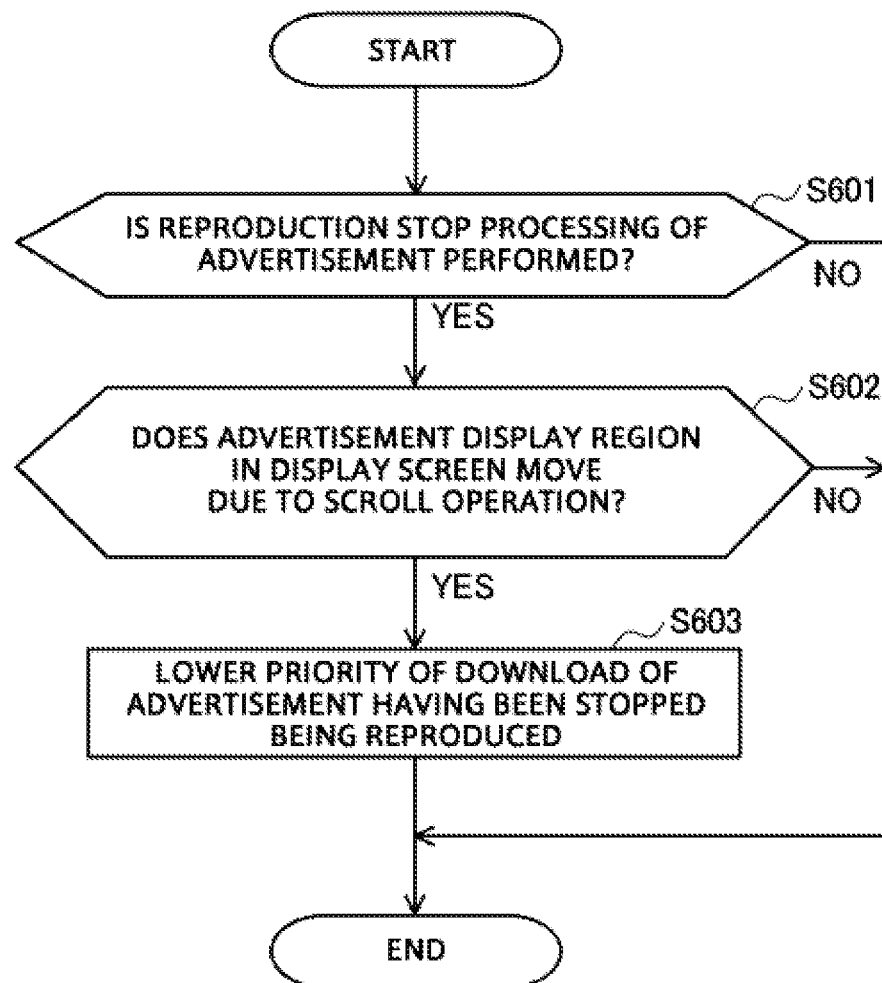 START
S601
IS REPRODUCTION STOP PROCESSING OF
ADVERTISEMENT PERFORMED?
NO
YES
S602
DOES ADVERTISEMENT DISPLAY REGION
IN DISPLAY SCREEN MOVE
DUE TO SCROLL OPERATION?
NO
YES
S603
LOWER PRIORITY OF DOWNLOAD OF
ADVERTISEMENT HAVING BEEN STOPPED
BEING REPRODUCED
END